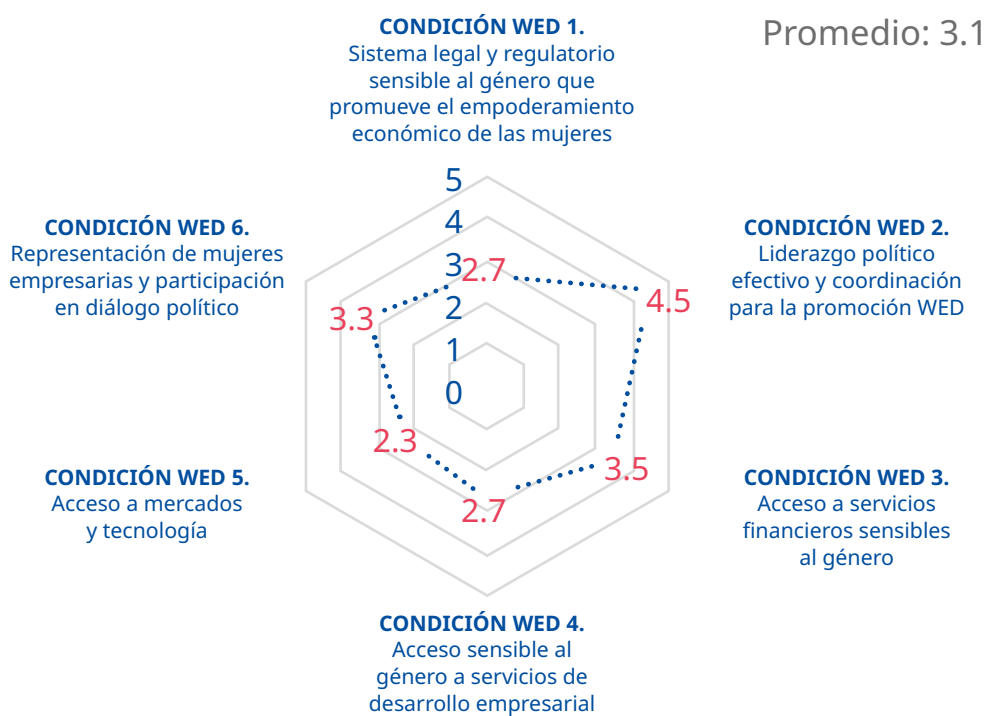 Promedio: 3.1
CONDICIÓN WED 1.
Sistema legal y regulatorio
sensible al género que
promueve el empoderamiento
económico de las mujeres
CONDICIÓN WED 6.
Representación de mujeres
empresarias y participación
en diálogo político
CONDICIÓN WED 2.
Liderazgo político
efectivo y coordinación
para la promoción WED
5
4
3
2
1
0
2.7
4.5
3.5
2.7
2.3
3.3
CONDICIÓN WED 5.
Acceso a mercados
y tecnología
CONDICIÓN WED 3.
Acceso a servicios
financieros sensibles
al género
CONDICIÓN WED 4.
Acceso sensible al
género a servicios de
desarrollo empresarial